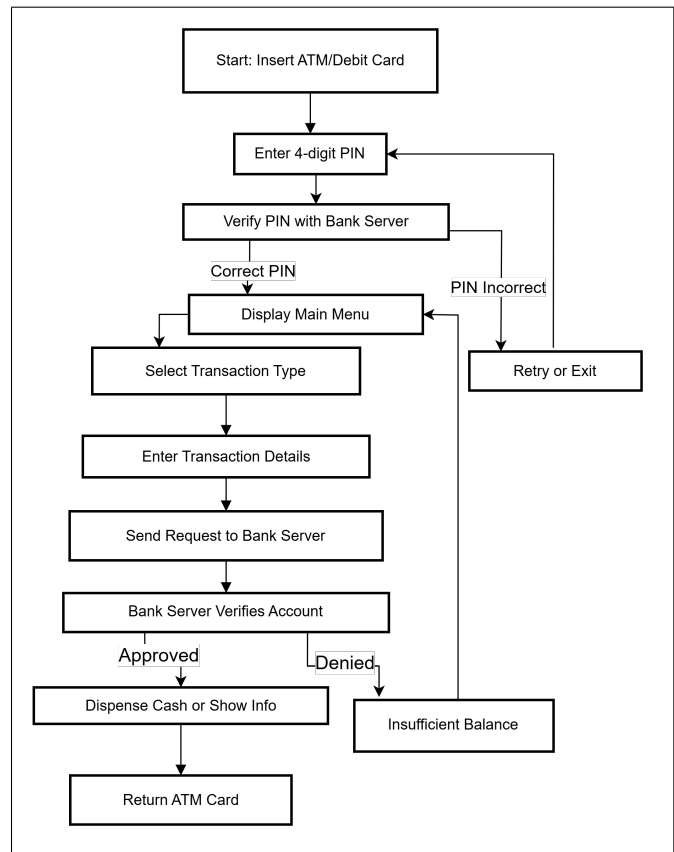 Start: Insert ATM/Debit Card
Enter 4-digit PIN
Verify PIN with Bank Server
Correct PIN
PIN Incorrect
Display Main Menu
Select Transaction Type
Retry or Exit
Enter Transaction Details
Send Request to Bank Server
Bank Server Verifies Account
Approved
Denied
Dispense Cash or Show Info
Insufficient Balance
Return ATM Card